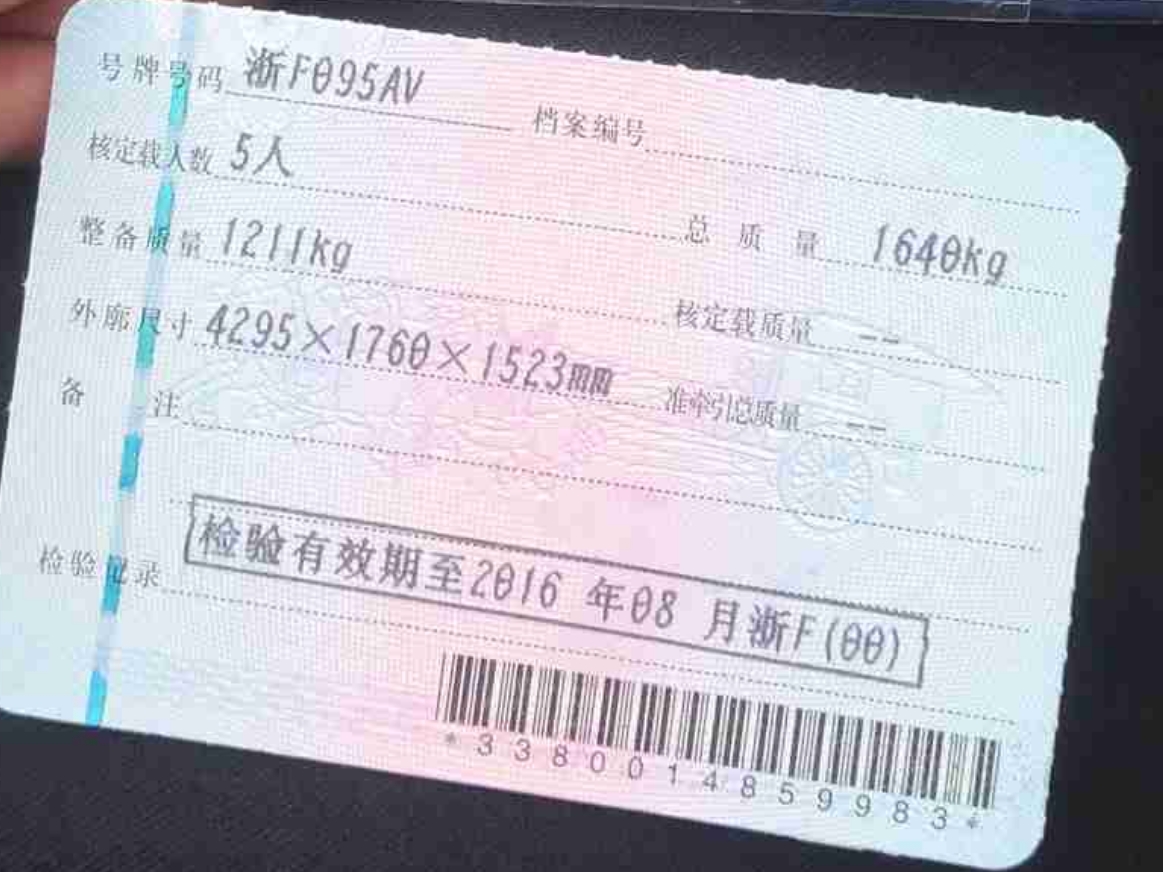 号牌号码 浙F095AV 档案编号
核定载人数 5人 总质量 1640kg
整备质量 1211kg 核定载质量 --
外廓尺寸 4295×1760×1523mm 准牵引总质量 --
备注
检验记录 检验有效期至2016 年08 月浙F(00)
*3380014859983*